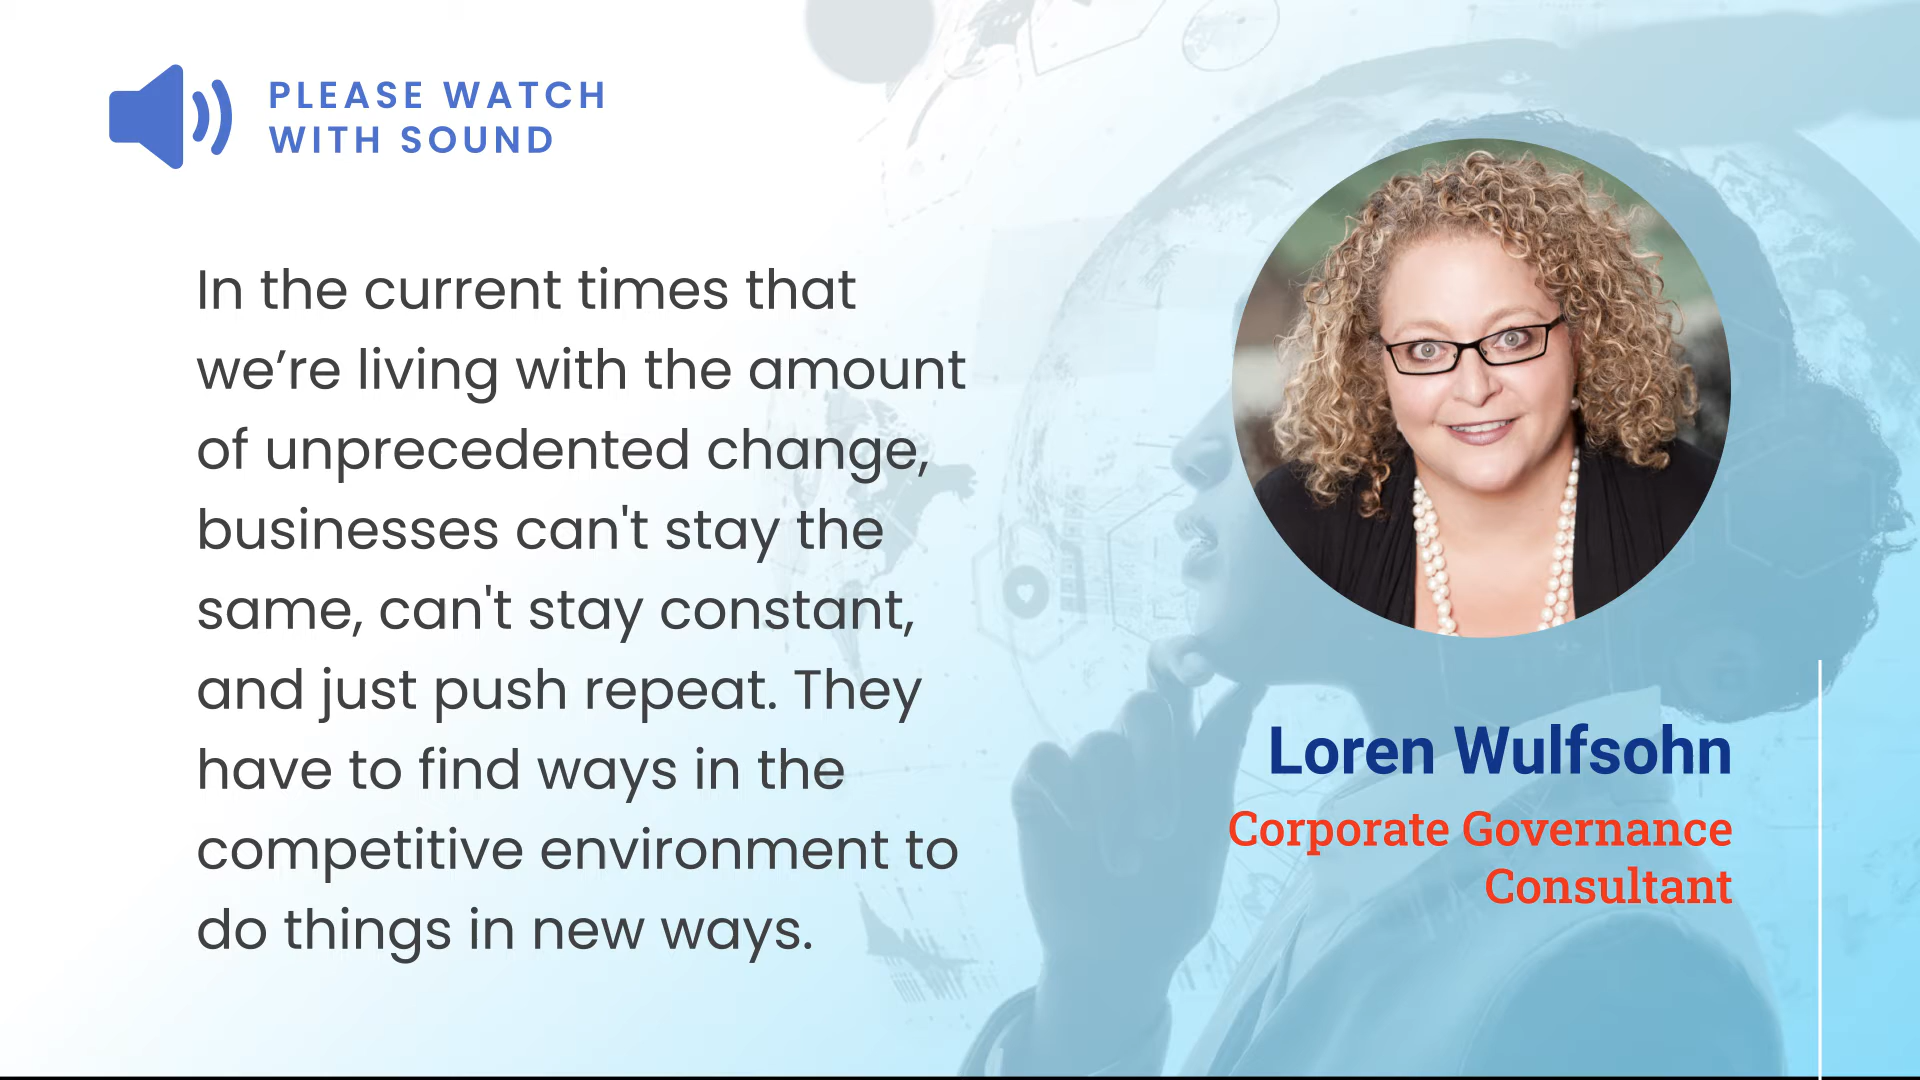 PLEASE WATCH
WITH SOUND
In the current times that
we’re living with the amount
of unprecedented change,
businesses can't stay the
same, can't stay constant,
and just push repeat. They
have to find ways in the
competitive environment to
do things in new ways.
Loren Wulfsohn
Corporate Governance
Consultant